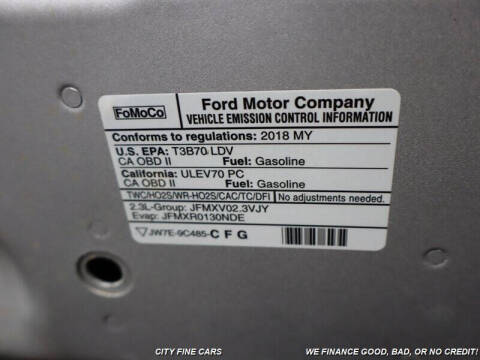 FoMoCo
Ford Motor Company
VEHICLE EMISSION CONTROL INFORMATION
Conforms to regulations: 2018 MY
U.S. EPA: T3B70 LDV
CA OBD II Fuel: Gasoline
California: ULEV70 PC
CA OBD II Fuel: Gasoline
TWC/HO2S/WR-HO2S/CAC/TC/DFI No adjustments needed.
2.3L-Group: JFMXV02.3VJY
Evap: JFMXR0130NDE
JW7E-9C485-C F G
CITY FINE CARS WE FINANCE GOOD, BAD, OR NO CREDIT!